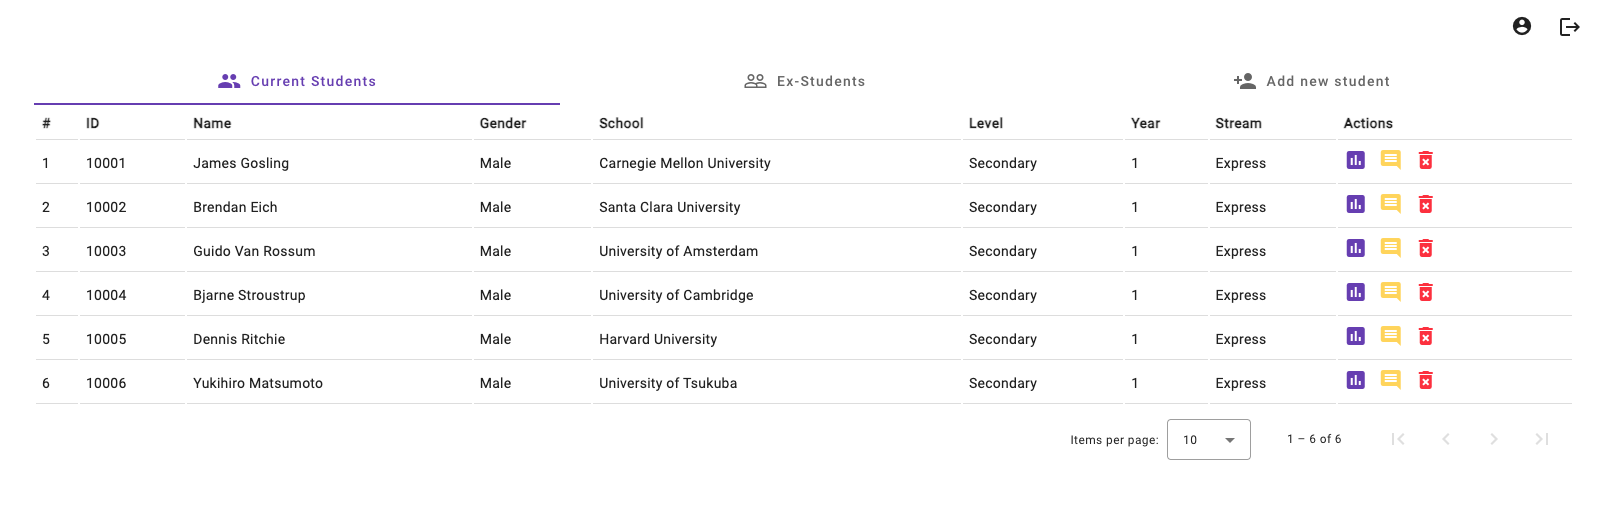 Current Students Ex-Students Add new student
# ID Name Gender School Level Year Stream Actions
1 10001 James Gosling Male Carnegie Mellon University Secondary 1 Express
2 10002 Brendan Eich Male Santa Clara University Secondary 1 Express
3 10003 Guido Van Rossum Male University of Amsterdam Secondary 1 Express
4 10004 Bjarne Stroustrup Male University of Cambridge Secondary 1 Express
5 10005 Dennis Ritchie Male Harvard University Secondary 1 Express
6 10006 Yukihiro Matsumoto Male University of Tsukuba Secondary 1 Express
Items per page: 10 1 – 6 of 6